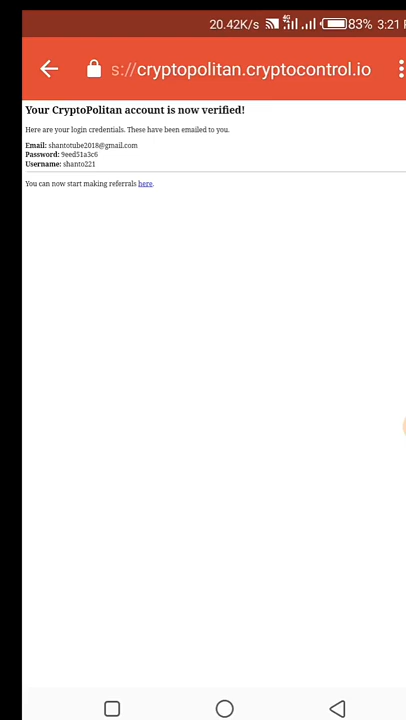 20.42K/s 4G 83% 3:21
s://cryptopolitan.cryptocontrol.io
Your CryptoPolitan account is now verified!
Here are your login credentials. These have been emailed to you.
Email: shantotube2018@gmail.com
Password: 9eed51a3c6
Username: shanto221
You can now start making referrals here.